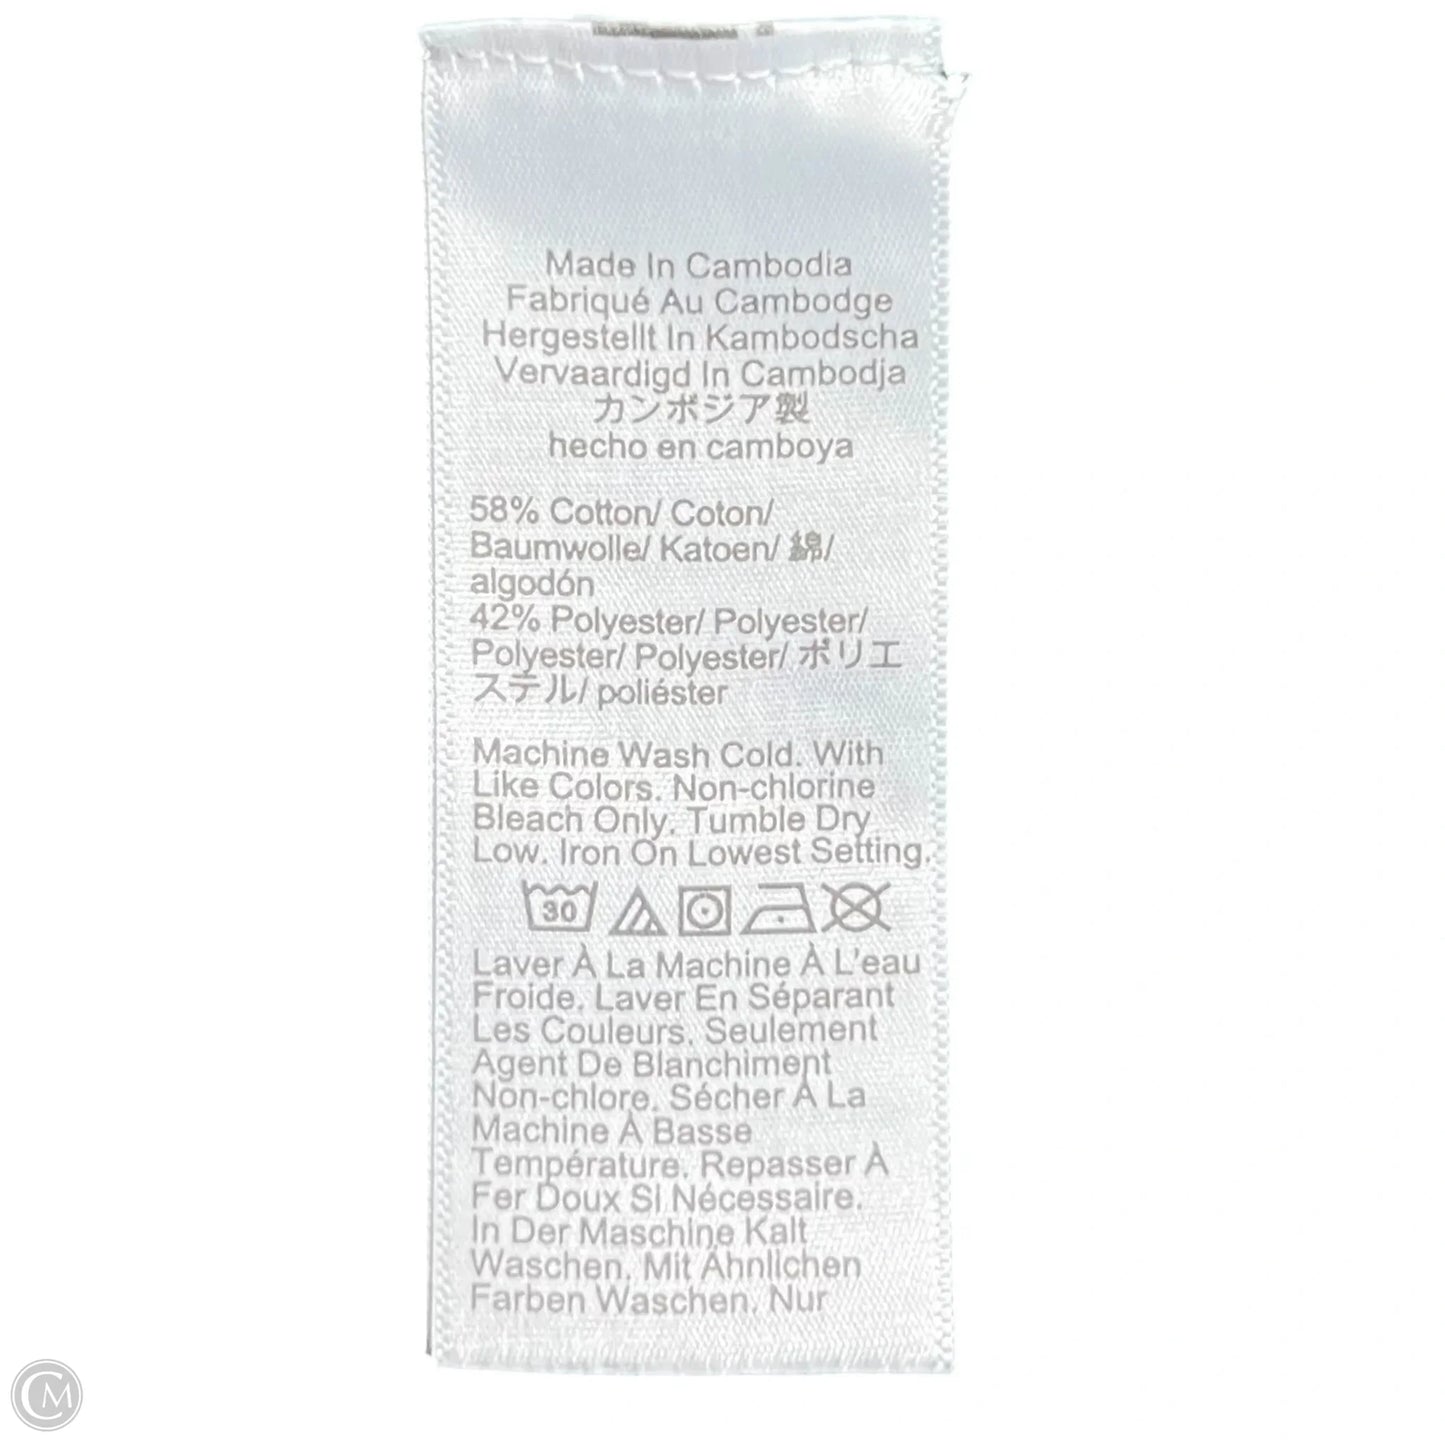 Made In Cambodia
Fabriqué Au Cambodge
Hergestellt In Kambodscha
Vervaardigd In Cambodja
カンボジア製
hecho en camboya
58% Cotton/ Coton/
Baumwolle/ Katoen/ 綿/
algodón
42% Polyester/ Polyester/
Polyester/ Polyester/ ポリエ
ステル/ poliéster
Machine Wash Cold. With
Like Colors. Non-chlorine
Bleach Only. Tumble Dry
Low. Iron On Lowest Setting.
30
Laver À La Machine À L'eau
Froide. Laver En Séparant
Les Couleurs. Seulement
Agent De Blanchiment
Non-chlore. Sécher À La
Machine À Basse
Température. Repasser À
Fer Doux Si Nécessaire.
In Der Maschine Kalt
Waschen. Mit Ähnlichen
Farben Waschen. Nur
CM